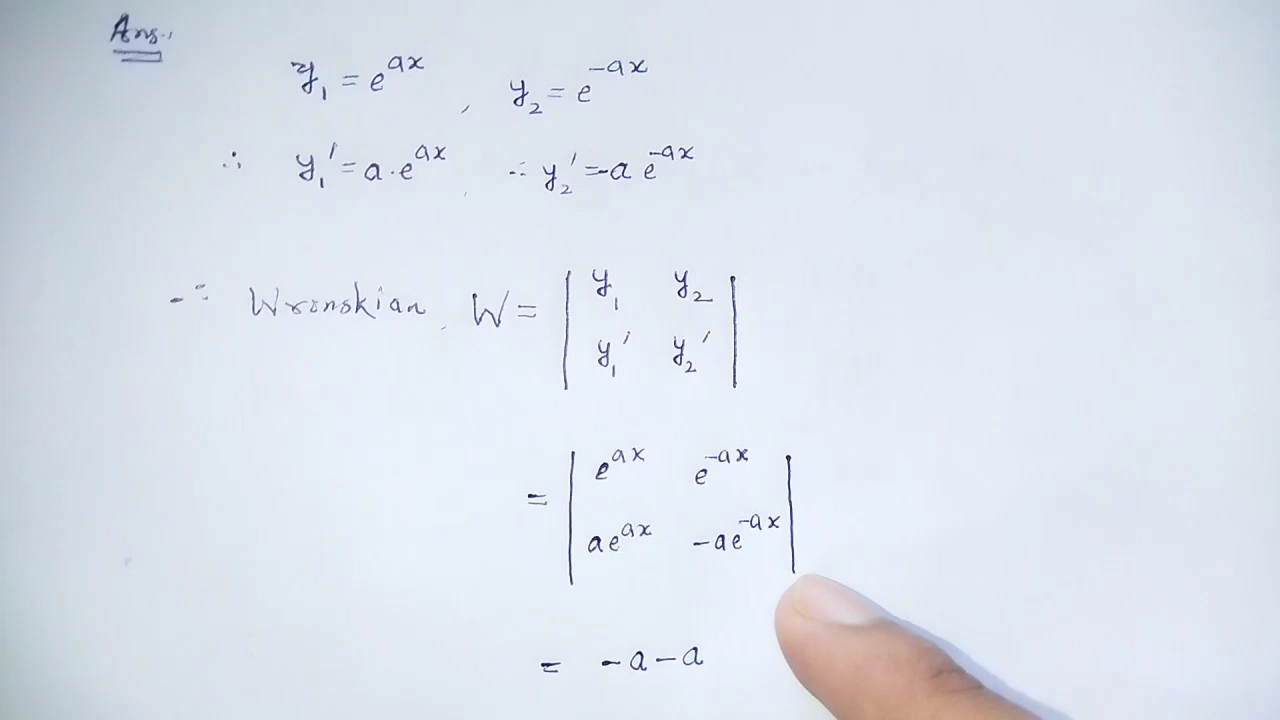 Ans.
y₁ = e^{ax}, y₂ = e^{-ax}
∴ y₁' = a·e^{ax}, ∴ y₂' = -a e^{-ax}
∴ Wronskian, W = | y₁ y₂ |
| y₁' y₂' |
= | e^{ax} e^{-ax} |
| ae^{ax} -ae^{-ax} |
= -a-a